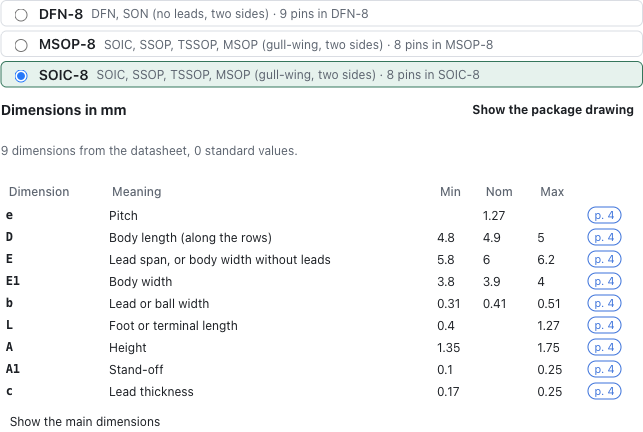 DFN-8 DFN, SON (no leads, two sides) · 9 pins in DFN-8
MSOP-8 SOIC, SSOP, TSSOP, MSOP (gull-wing, two sides) · 8 pins in MSOP-8
SOIC-8 SOIC, SSOP, TSSOP, MSOP (gull-wing, two sides) · 8 pins in SOIC-8
Dimensions in mm Show the package drawing
9 dimensions from the datasheet, 0 standard values.
Dimension Meaning Min Nom Max
e Pitch 1.27 p. 4
D Body length (along the rows) 4.8 4.9 5 p. 4
E Lead span, or body width without leads 5.8 6 6.2 p. 4
E1 Body width 3.8 3.9 4 p. 4
b Lead or ball width 0.31 0.41 0.51 p. 4
L Foot or terminal length 0.4 1.27 p. 4
A Height 1.35 1.75 p. 4
A1 Stand-off 0.1 0.25 p. 4
c Lead thickness 0.17 0.25 p. 4
Show the main dimensions